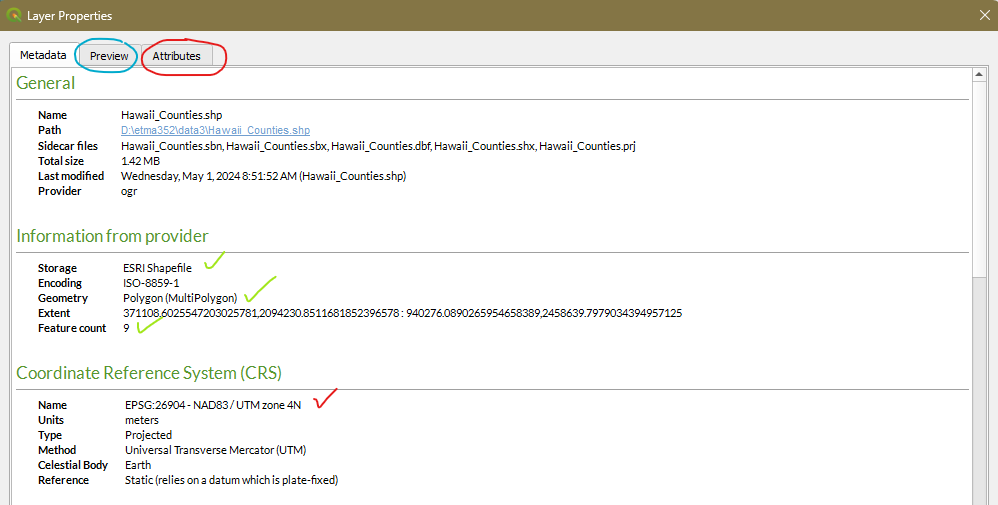 Layer Properties
Metadata Preview Attributes
General
Name Hawaii_Counties.shp
Path D:\etma352\data3\Hawaii_Counties.shp
Sidecar files Hawaii_Counties.sbn, Hawaii_Counties.sbx, Hawaii_Counties.dbf, Hawaii_Counties.shx, Hawaii_Counties.prj
Total size 1.42 MB
Last modified Wednesday, May 1, 2024 8:51:52 AM (Hawaii_Counties.shp)
Provider ogr
Information from provider
Storage ESRI Shapefile
Encoding ISO-8859-1
Geometry Polygon (MultiPolygon)
Extent 371108.6025547203025781,2094230.8511681852396578 : 940276.0890265954658389,2458639.7979034394957125
Feature count 9
Coordinate Reference System (CRS)
Name EPSG:26904 - NAD83 / UTM zone 4N
Units meters
Type Projected
Method Universal Transverse Mercator (UTM)
Celestial Body Earth
Reference Static (relies on a datum which is plate-fixed)